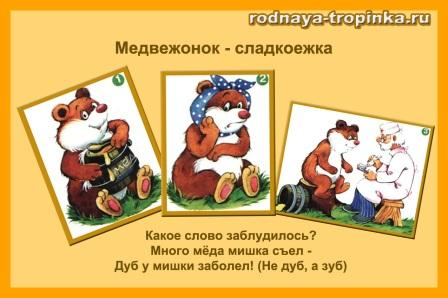 rodnaya-tropinka.ru
Медвежонок - сладкоежка
1
2
3
МЁД
Какое слово заблудилось?
Много мёда мишка съел -
Дуб у мишки заболел! (Не дуб, а зуб)